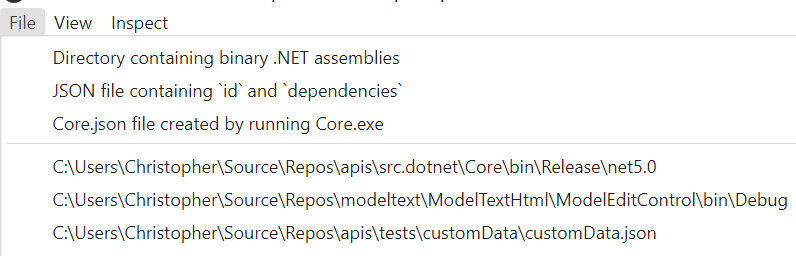 File View Inspect
Directory containing binary .NET assemblies
JSON file containing `id` and `dependencies`
Core.json file created by running Core.exe
C:\Users\Christopher\Source\Repos\apis\src.dotnet\Core\bin\Release\net5.0
C:\Users\Christopher\Source\Repos\modeltext\ModelTextHtml\ModelEditControl\bin\Debug
C:\Users\Christopher\Source\Repos\apis\tests\customData\customData.json